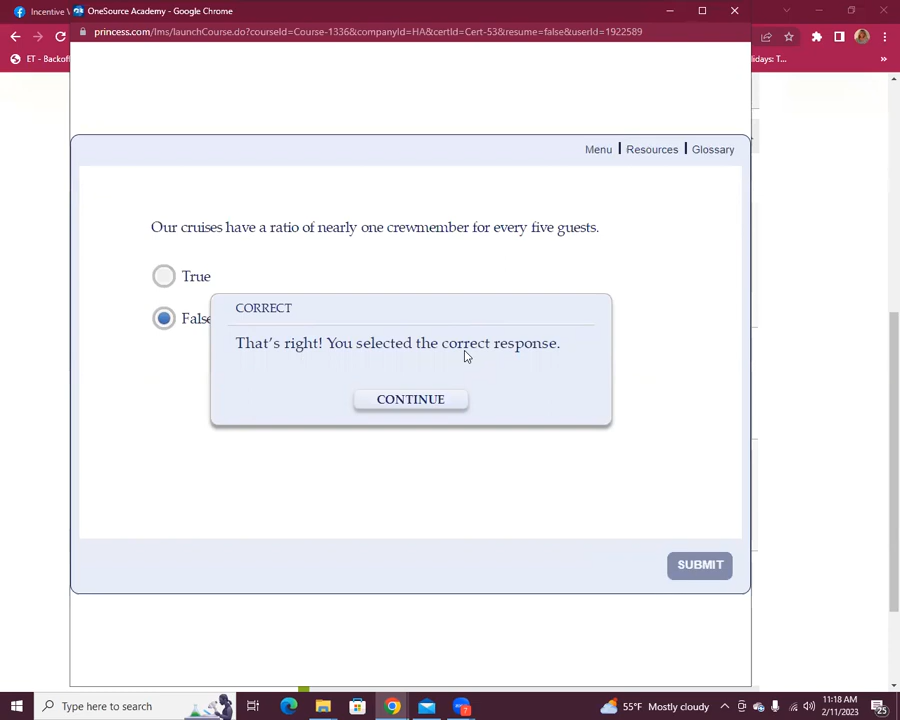 Incentive V
OneSource Academy - Google Chrome
princess.com/lms/launchCourse.do?courseId=Course-1336&companyId=HA&certId=Cert-53&resume=false&userId=1922589
ET - Backoff
lidays: T...
»
Menu | Resources | Glossary
Our cruises have a ratio of nearly one crewmember for every five guests.
True
False
CORRECT
That's right! You selected the correct response.
CONTINUE
SUBMIT
Type here to search
55°F Mostly cloudy
11:18 AM
2/11/2023
7
25